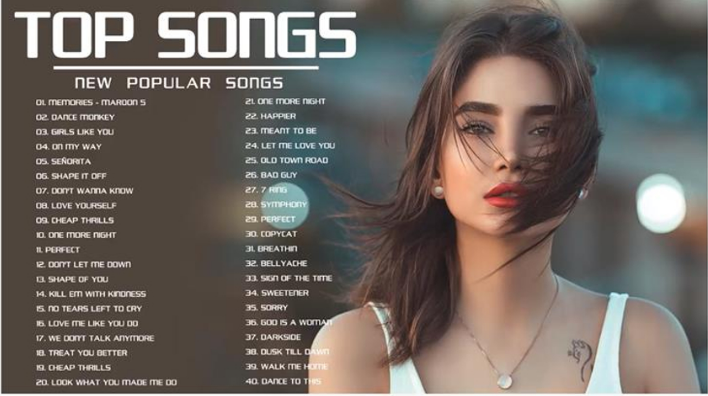 TOP SONGS
NEW POPULAR SONGS
01. MEMORIES - MAROON 5
02. DANCE MONKEY
03. GIRLS LIKE YOU
04. ON MY WAY
05. SEÑORITA
06. SHAPE IT OFF
07. DON'T WANNA KNOW
08. LOVE YOURSELF
09. CHEAP THRILLS
10. ONE MORE NIGHT
11. PERFECT
12. DON'T LET ME DOWN
13. SHAPE OF YOU
14. KILL EM WITH KINDNESS
15. NO TEARS LEFT TO CRY
16. LOVE ME LIKE YOU DO
17. WE DON'T TALK ANYMORE
18. TREAT YOU BETTER
19. CHEAP THRILLS
20. LOOK WHAT YOU MADE ME DO
21. ONE MORE NIGHT
22. HAPPIER
23. MEANT TO BE
24. LET ME LOVE YOU
25. OLD TOWN ROAD
26. BAD GUY
27. 7 RING
28. SYMPHONY
29. PERFECT
30. COPYCAT
31. BREATHIN
32. BELLYACHE
33. SIGN OF THE TIME
34. SWEETENER
35. SORRY
36. GOD IS A WOMAN
37. DARKSIDE
38. DUSK TILL DAWN
39. WALK ME HOME
40. DANCE TO THIS